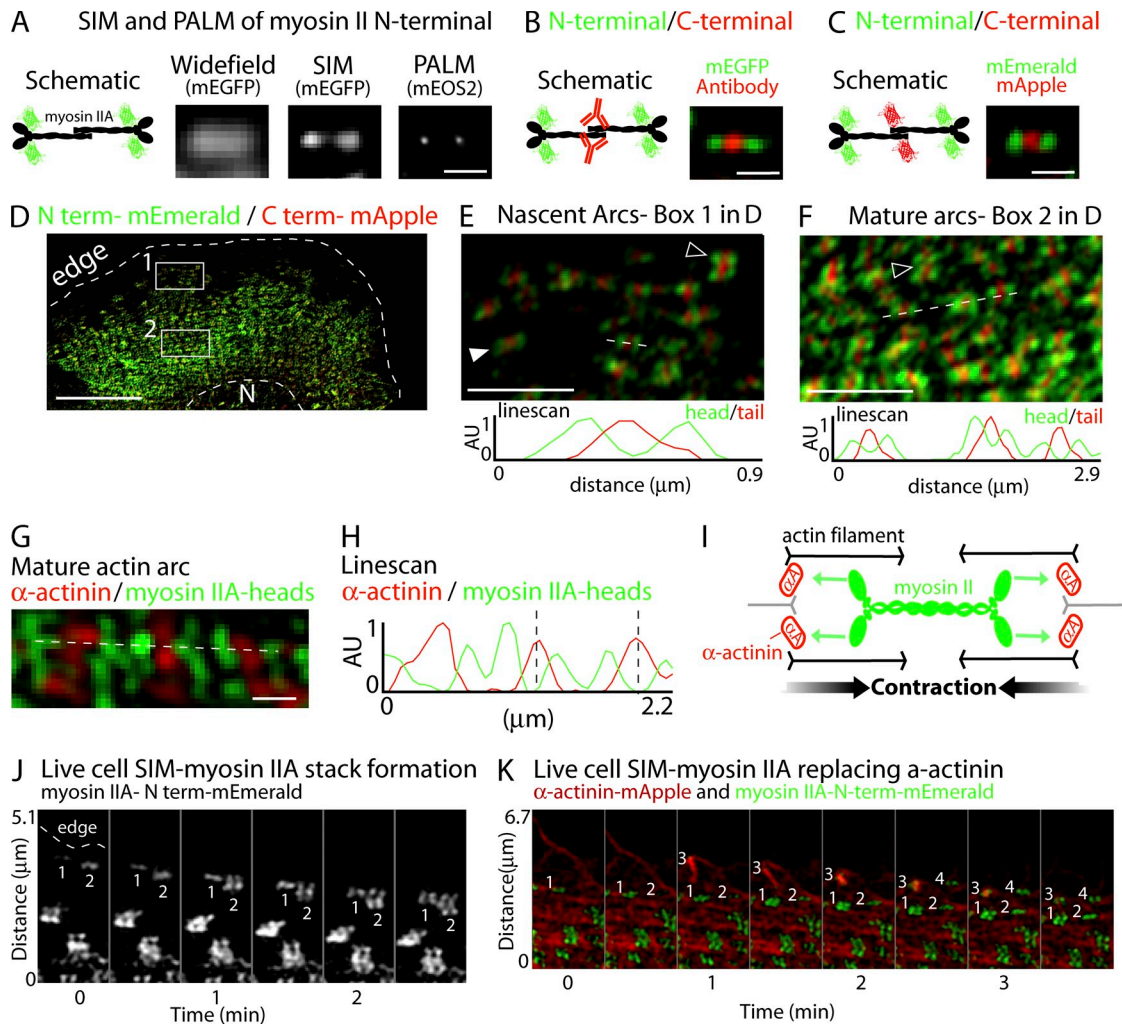 A SIM and PALM of myosin II N-terminal
Schematic
myosin IIA
Widefield
(mEGFP)
SIM
(mEGFP)
PALM
(mEOS2)
B N-terminal/C-terminal
Schematic
mEGFP
Antibody
C N-terminal/C-terminal
Schematic
mEmerald
mApple
D N term- mEmerald / C term- mApple
edge
1
2
N
E Nascent Arcs- Box 1 in D
linescan
head/tail
AU
1
0
0
0.9
distance (μm)
F Mature arcs- Box 2 in D
linescan
head/tail
AU
1
0
0
2.9
distance (μm)
G
Mature actin arc
α-actinin/myosin IIA-heads
H
Linescan
α-actinin / myosin IIA-heads
AU
1
0
0
2.2
(μm)
I
actin filament
αA
myosin II
αA
αA
αA
α-actinin
Contraction
J Live cell SIM-myosin IIA stack formation
myosin IIA- N term-mEmerald
5.1
Distance (μm)
0
edge
1 2
1 2
1 2
1 2
1 2
1 2
0 1 2
Time (min)
K Live cell SIM-myosin IIA replacing a-actinin
α-actinin-mApple and myosin IIA-N-term-mEmerald
6.7
Distance(μm)
0
1
1 2
3 1 2
3 1 2
3 1 2
3 4 1 2
3 4 1 2
3 4 1 2
0 1 2 3
Time (min)